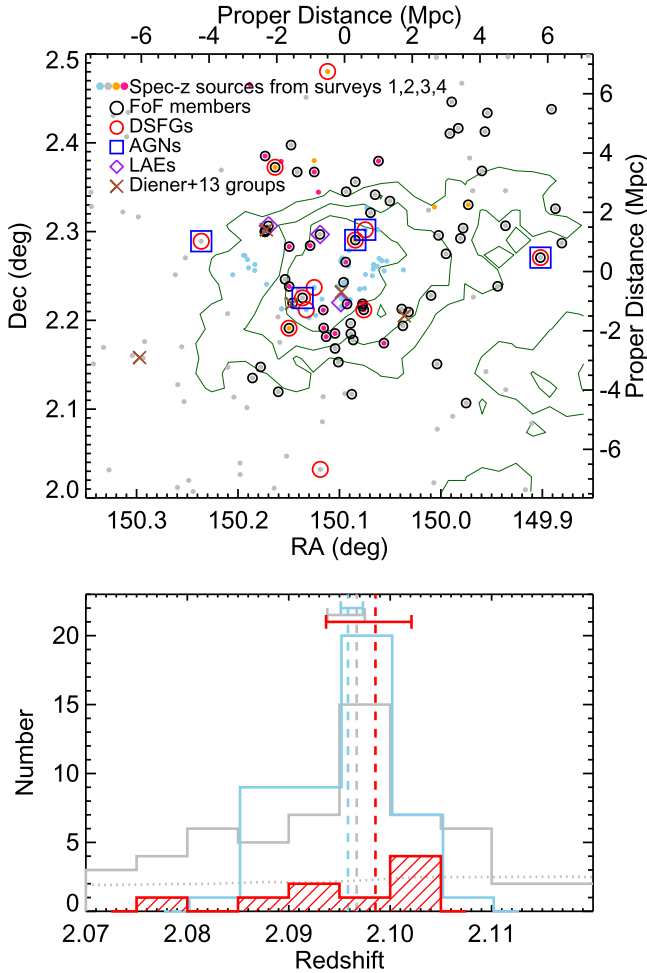 Proper Distance (Mpc)
-6 -4 -2 0 2 4 6
2.5
Spec-z sources from surveys 1,2,3,4
FoF members
DSFGs
AGNs
LAEs
Diener+13 groups
2.4
2.3
2.2
2.1
2.0
Dec (deg)
6
4
2
0
-2
-4
-6
Proper Distance (Mpc)
150.3 150.2 150.1 150.0 149.9
RA (deg)
20
15
10
5
0
Number
2.07 2.08 2.09 2.10 2.11
Redshift